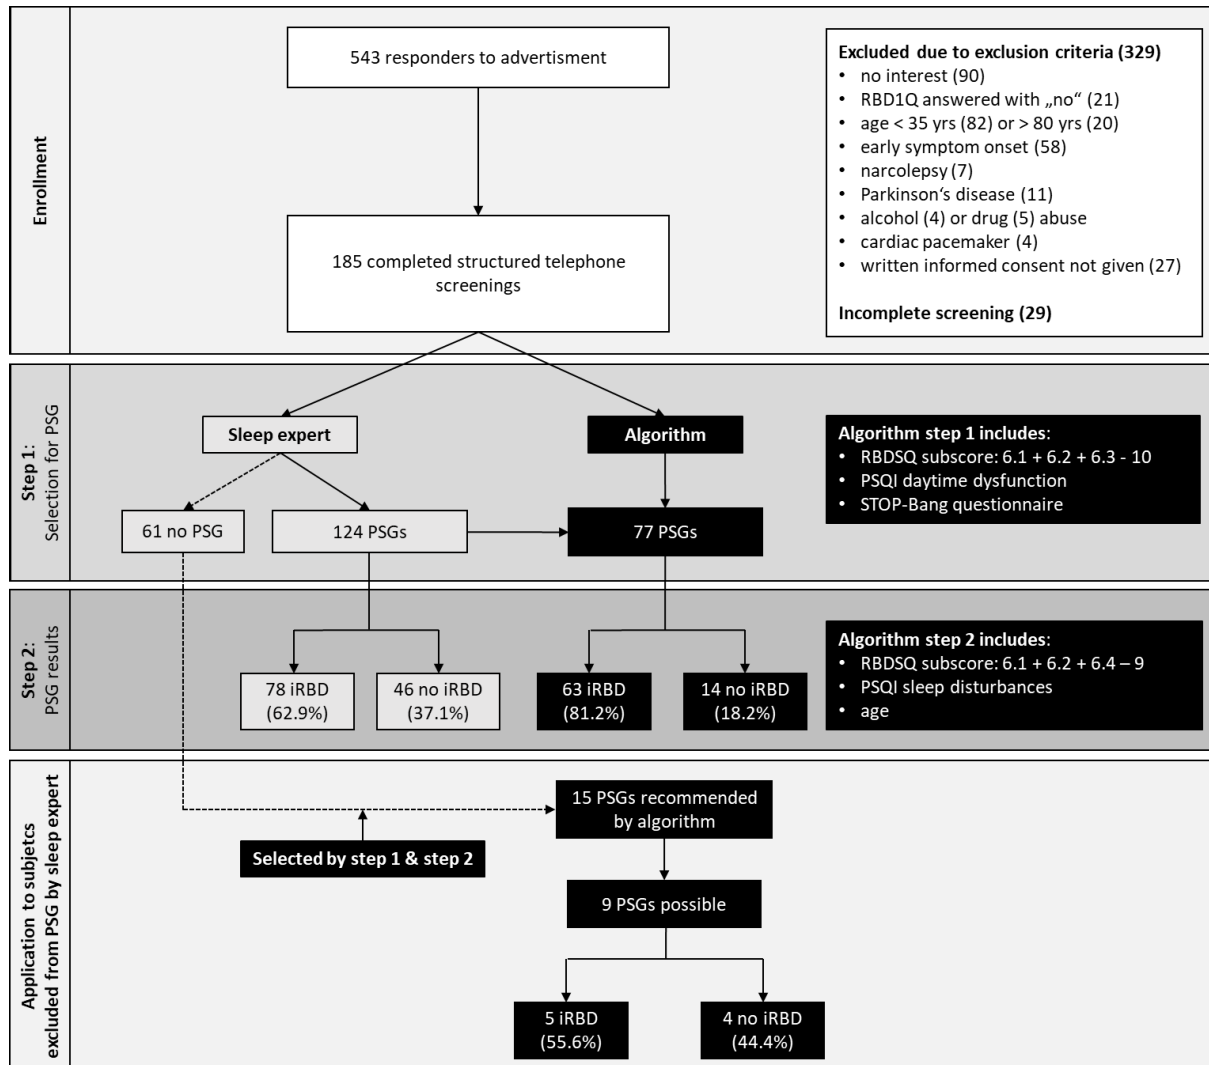 Enrollment
543 responders to advertisment
185 completed structured telephone
screenings
Excluded due to exclusion criteria (329)
• no interest (90)
• RBD1Q answered with „no“ (21)
• age < 35 yrs (82) or > 80 yrs (20)
• early symptom onset (58)
• narcolepsy (7)
• Parkinson‘s disease (11)
• alcohol (4) or drug (5) abuse
• cardiac pacemaker (4)
• written informed consent not given (27)
Incomplete screening (29)
Step 1:
Selection for PSG
Sleep expert
Algorithm
61 no PSG
124 PSGs
77 PSGs
Algorithm step 1 includes:
• RBDSQ subscore: 6.1 + 6.2 + 6.3 - 10
• PSQI daytime dysfunction
• STOP-Bang questionnaire
Step 2:
PSG results
78 iRBD
(62.9%)
46 no iRBD
(37.1%)
63 iRBD
(81.2%)
14 no iRBD
(18.2%)
Algorithm step 2 includes:
• RBDSQ subscore: 6.1 + 6.2 + 6.4 – 9
• PSQI sleep disturbances
• age
Application to subjetcs
excluded from PSG by sleep expert
15 PSGs recommended
by algorithm
Selected by step 1 & step 2
9 PSGs possible
5 iRBD
(55.6%)
4 no iRBD
(44.4%)